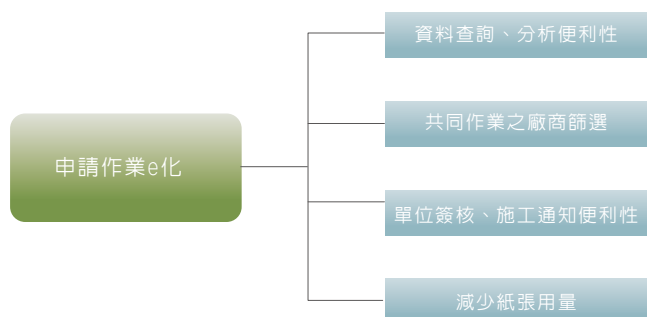 資料查詢、分析便利性
共同作業之廠商篩選
申請作業e化
單位簽核、施工通知便利性
減少紙張用量